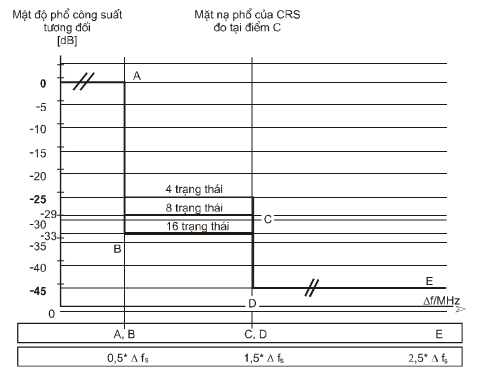 Mật độ phổ công suất
tương đối
[dB]
Mặt nạ phổ của CRS
đo tại điểm C
A
0
-5
-10
-15
-20
-25
4 trạng thái
-29
8 trạng thái
C
-30
16 trạng thái
-33
-35
B
-40
-45
E
D
Δf/MHz
0
A, B
C, D
E
0,5* Δ fs
1,5* Δ fs
2,5* Δ fs